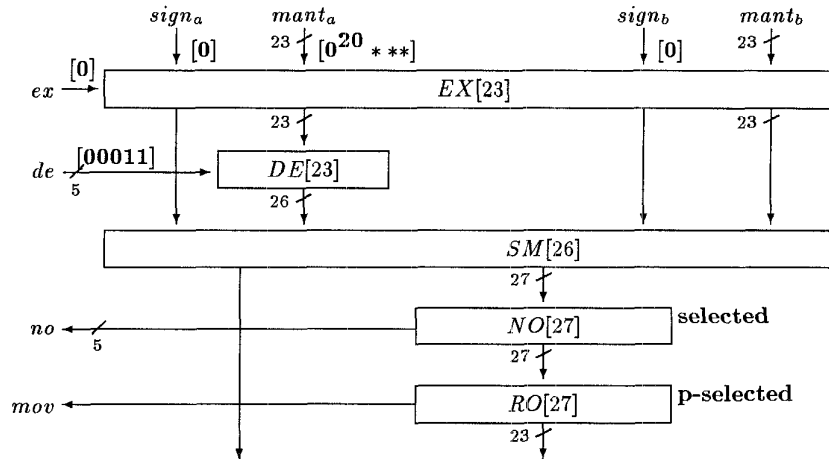 sign_a mant_a sign_b mant_b
23 23
[0] [0^20 * **] [0]
[0]
ex EX[23]
23 23
[00011]
de DE[23]
5
26
SM[26]
27
selected
no NO[27]
5
27
p-selected
mov RO[27]
23